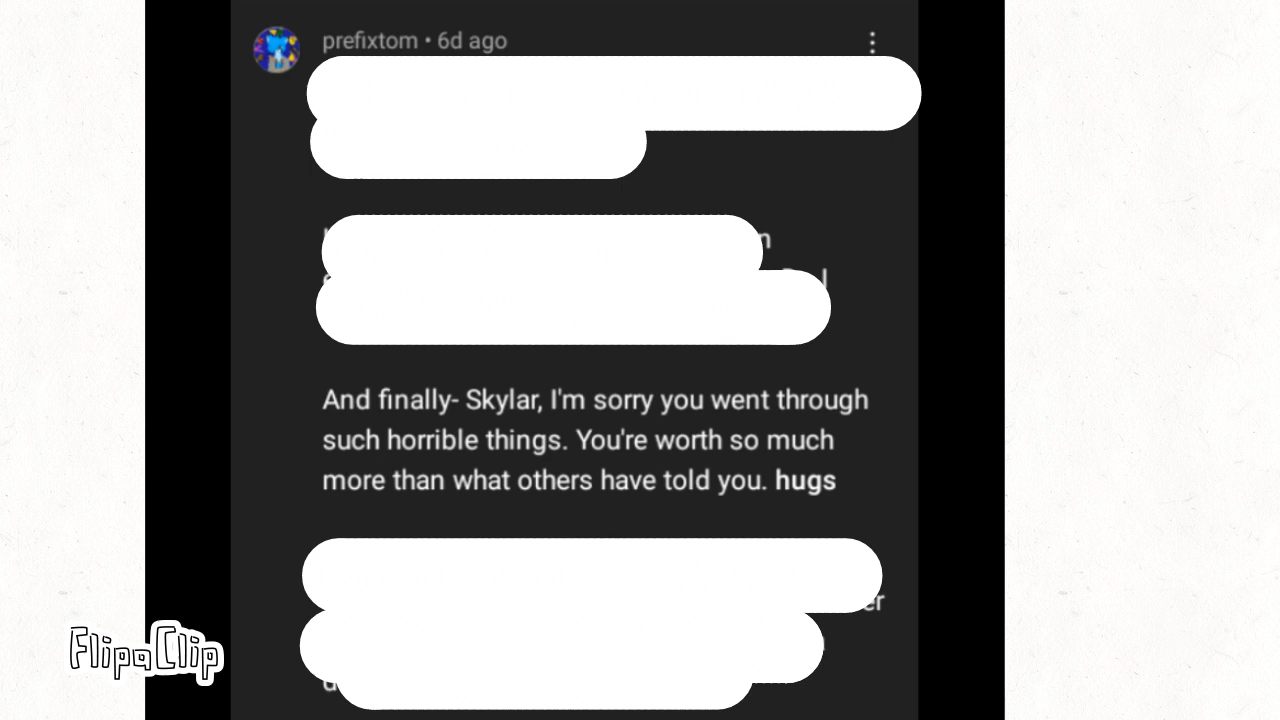 prefixtom • 6d ago
And finally- Skylar, I'm sorry you went through
such horrible things. You're worth so much
more than what others have told you. hugs
FlipaClip